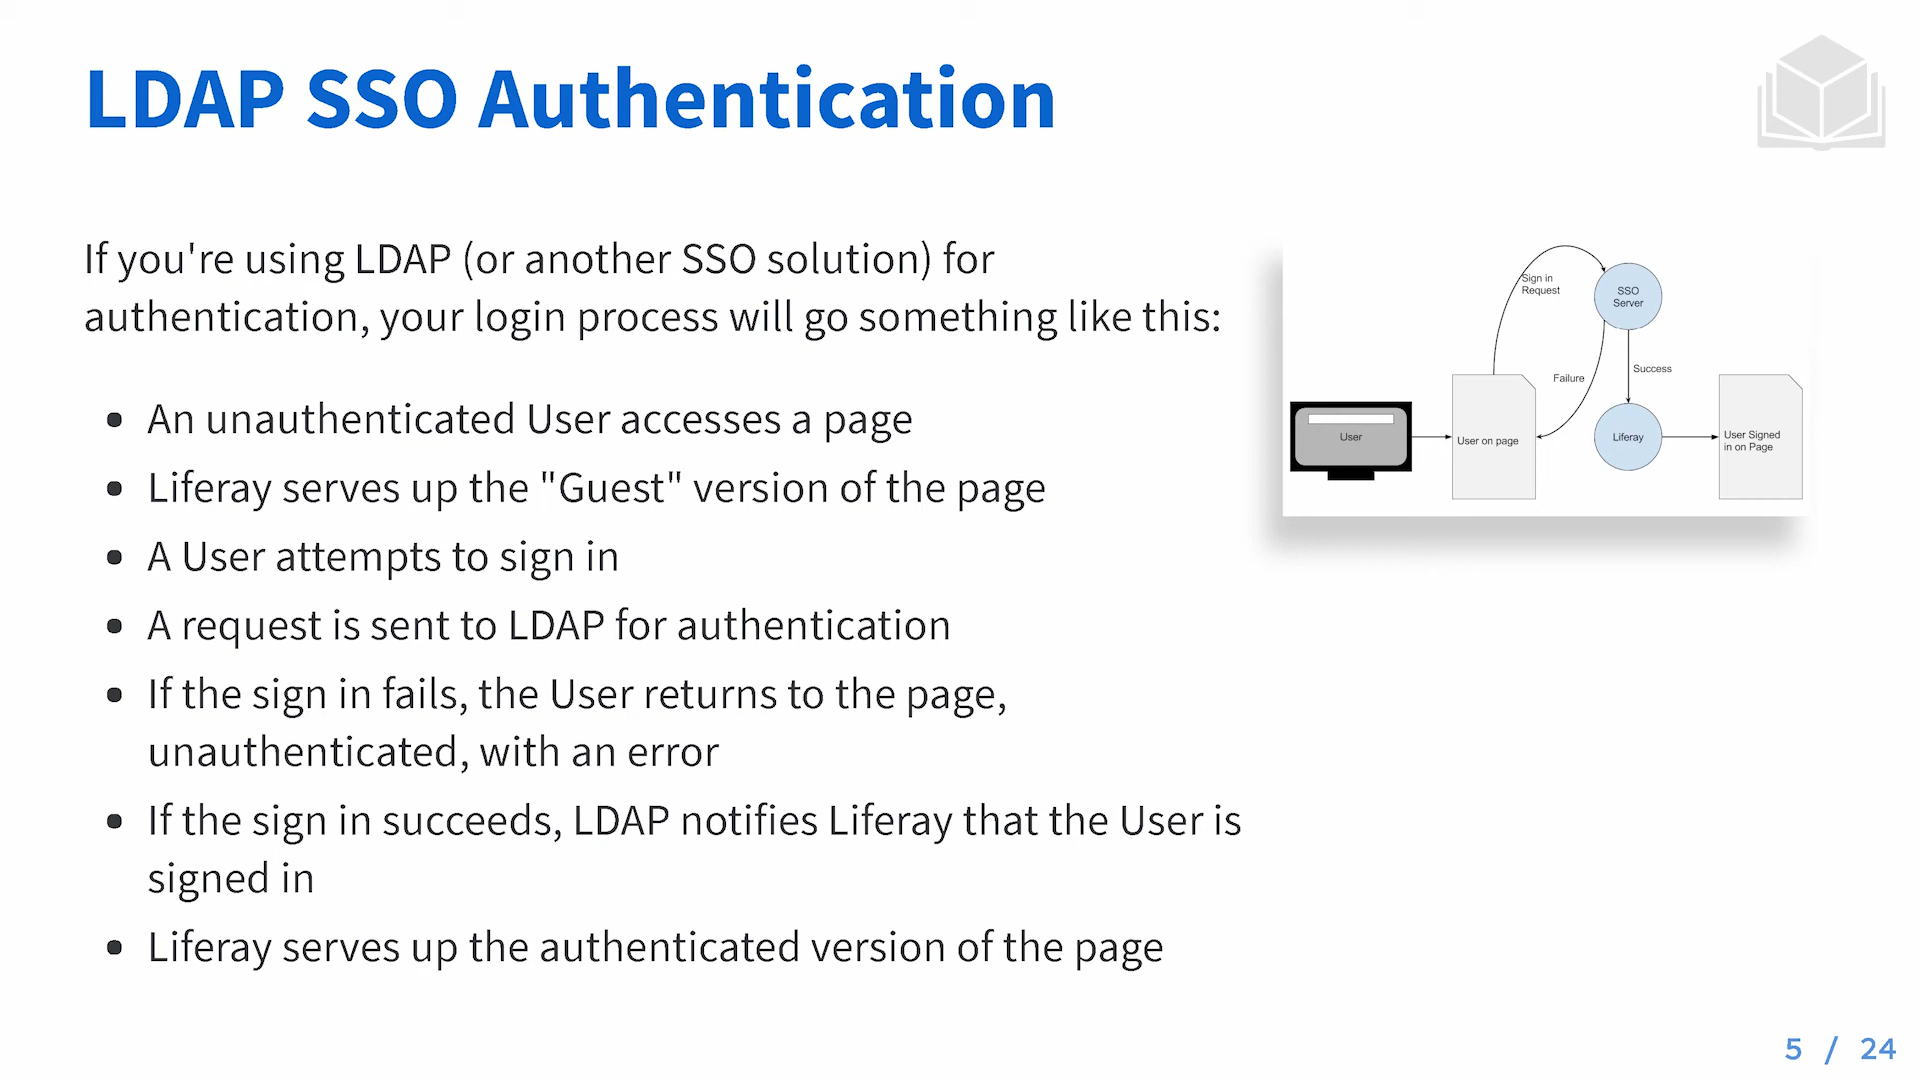 LDAP SSO Authentication
If you're using LDAP (or another SSO solution) for
authentication, your login process will go something like this:
• An unauthenticated User accesses a page
• Liferay serves up the "Guest" version of the page
• A User attempts to sign in
• A request is sent to LDAP for authentication
• If the sign in fails, the User returns to the page,
unauthenticated, with an error
• If the sign in succeeds, LDAP notifies Liferay that the User is
signed in
• Liferay serves up the authenticated version of the page
Sign in
Request
SSO
Server
Failure
Success
User
User on page
Liferay
User Signed
in on Page
5 / 24